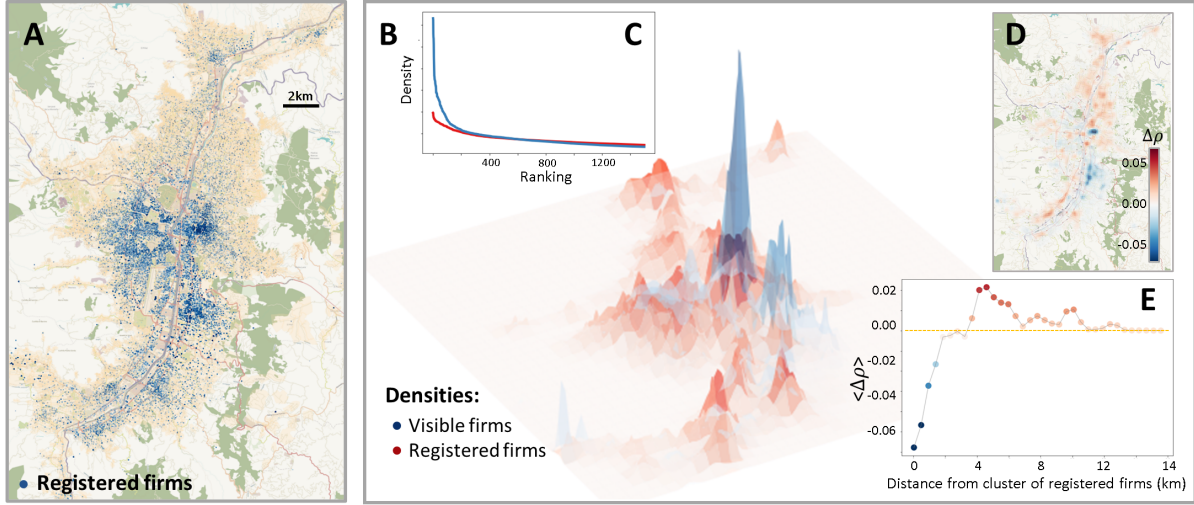 A
2km
Registered firms
B
C
Density
400
800
1200
Ranking
D
Δρ
0.05
0.00
-0.05
Densities:
Visible firms
Registered firms
E
0.02
0.00
-0.02
-0.04
-0.06
<Δρ>
0
4
8
12
14
Distance from cluster of registered firms (km)